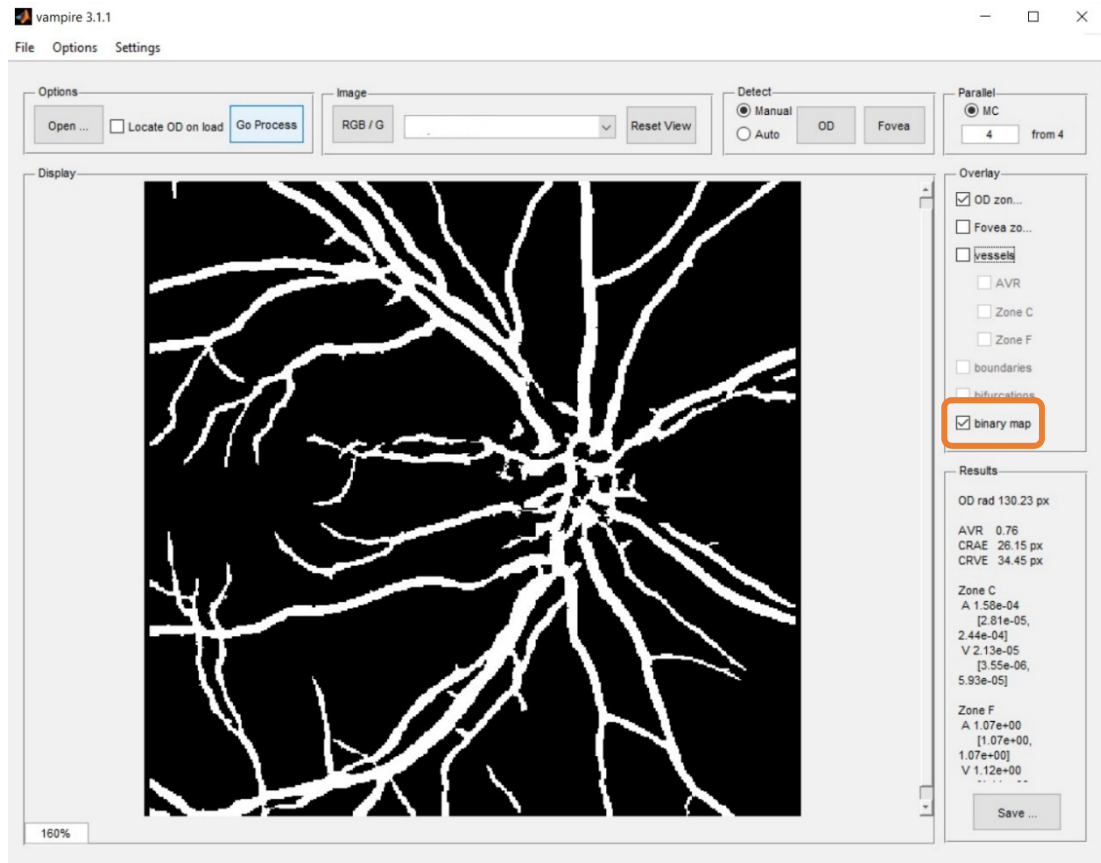 vampire 3.1.1
File Options Settings
Options
Open ...
Locate OD on load
Go Process
Image
RGB / G
Reset View
Detect
Manual
Auto
OD
Fovea
Parallel
MC
4 from 4
Display
160%
Overlay
OD zon...
Fovea zo...
vessels
AVR
Zone C
Zone F
boundaries
bifurcations
binary map
Results
OD rad 130.23 px
AVR 0.76
CRAE 26.15 px
CRVE 34.45 px
Zone C
A 1.58e-04
[2.81e-05,
2.44e-04]
V 2.13e-05
[3.55e-06,
5.93e-05]
Zone F
A 1.07e+00
[1.07e+00,
1.07e+00]
V 1.12e+00
Save ...